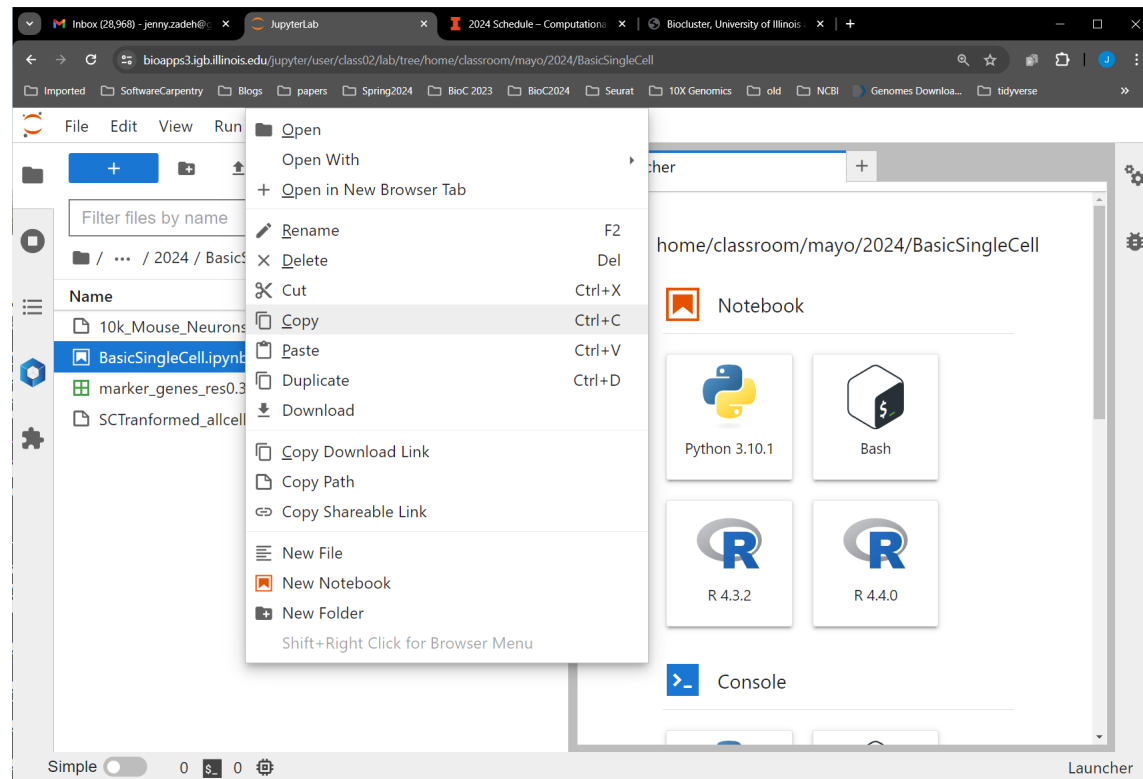 Inbox (28,968) - jenny.zadeh@g
JupyterLab
2024 Schedule – Computationa
Biocluster, University of Illinois
bioapps3.igb.illinois.edu/jupyter/user/class02/lab/tree/home/classroom/mayo/2024/BasicSingleCell
J
Imported SoftwareCarpentry Blogs papers Spring2024 BioC 2023 BioC2024 Seurat 10X Genomics old NCBI Genomes Downloa... tidyverse »
File Edit View Run
Filter files by name
/ ··· / 2024 / BasicS
Name
10k_Mouse_Neurons
BasicSingleCell.ipynb
marker_genes_res0.3
SCTranformed_allcell
Open
Open With
Open in New Browser Tab
Rename F2
Delete Del
Cut Ctrl+X
Copy Ctrl+C
Paste Ctrl+V
Duplicate Ctrl+D
Download
Copy Download Link
Copy Path
Copy Shareable Link
New File
New Notebook
New Folder
Shift+Right Click for Browser Menu
cher
home/classroom/mayo/2024/BasicSingleCell
Notebook
Python 3.10.1
$_
Bash
R
R 4.3.2
R
R 4.4.0
Console
Simple 0 $_ 0
Launcher